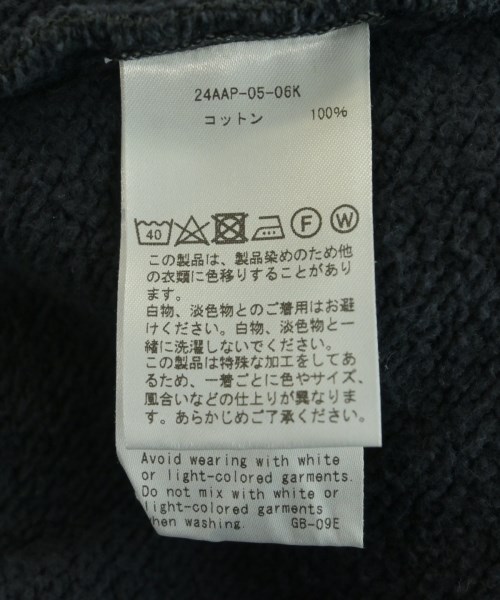 24AAP-05-06K
コットン 100%
40 F W
この製品は、製品染めのため他
の衣類に色移りすることがあり
ます。
白物、淡色物とのご着用はお避
けください。白物、淡色物と一
緒に洗濯しないでください。
この製品は特殊な加工をしてあ
るため、一着ごとに色やサイズ、
風合いなどの仕上りが異なりま
す。あらかじめご了承ください。
Avoid wearing with white
or light-colored garments.
Do not mix with white or
light-colored garments
when washing. GB-09E